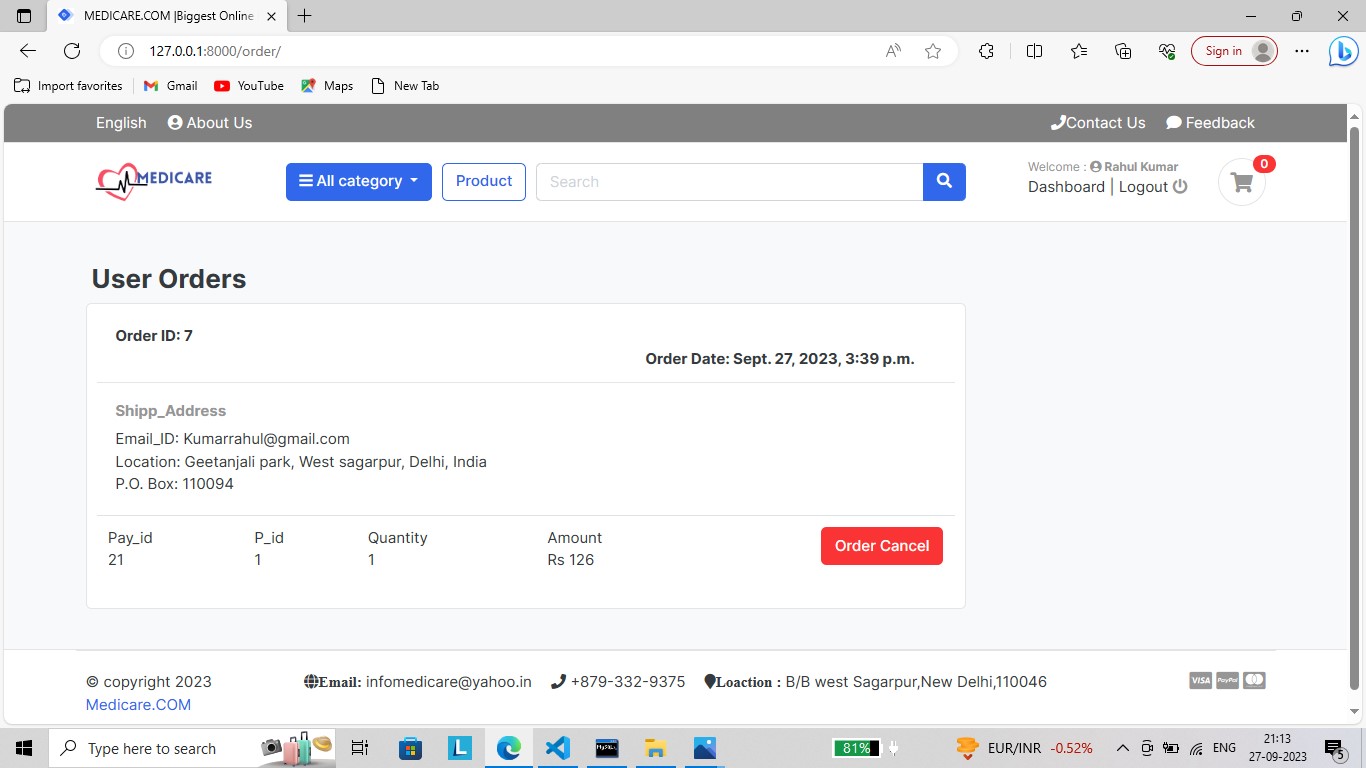 MEDICARE.COM |Biggest Online
127.0.0.1:8000/order/
Sign in
Import favorites
Gmail
YouTube
Maps
New Tab
English
About Us
Contact Us
Feedback
MEDICARE
All category
Product
Search
Welcome : Rahul Kumar
Dashboard | Logout
0
User Orders
Order ID: 7
Order Date: Sept. 27, 2023, 3:39 p.m.
Shipp_Address
Email_ID: Kumarrahul@gmail.com
Location: Geetanjali park, West sagarpur, Delhi, India
P.O. Box: 110094
Pay_id P_id Quantity Amount
21 1 1 Rs 126
Order Cancel
© copyright 2023
Medicare.COM
Email: infomedicare@yahoo.in
+879-332-9375
Loaction : B/B west Sagarpur,New Delhi,110046
VISA PayPal
Type here to search
L
MySQL
81%
EUR/INR -0.52%
ENG
21:13
27-09-2023
5